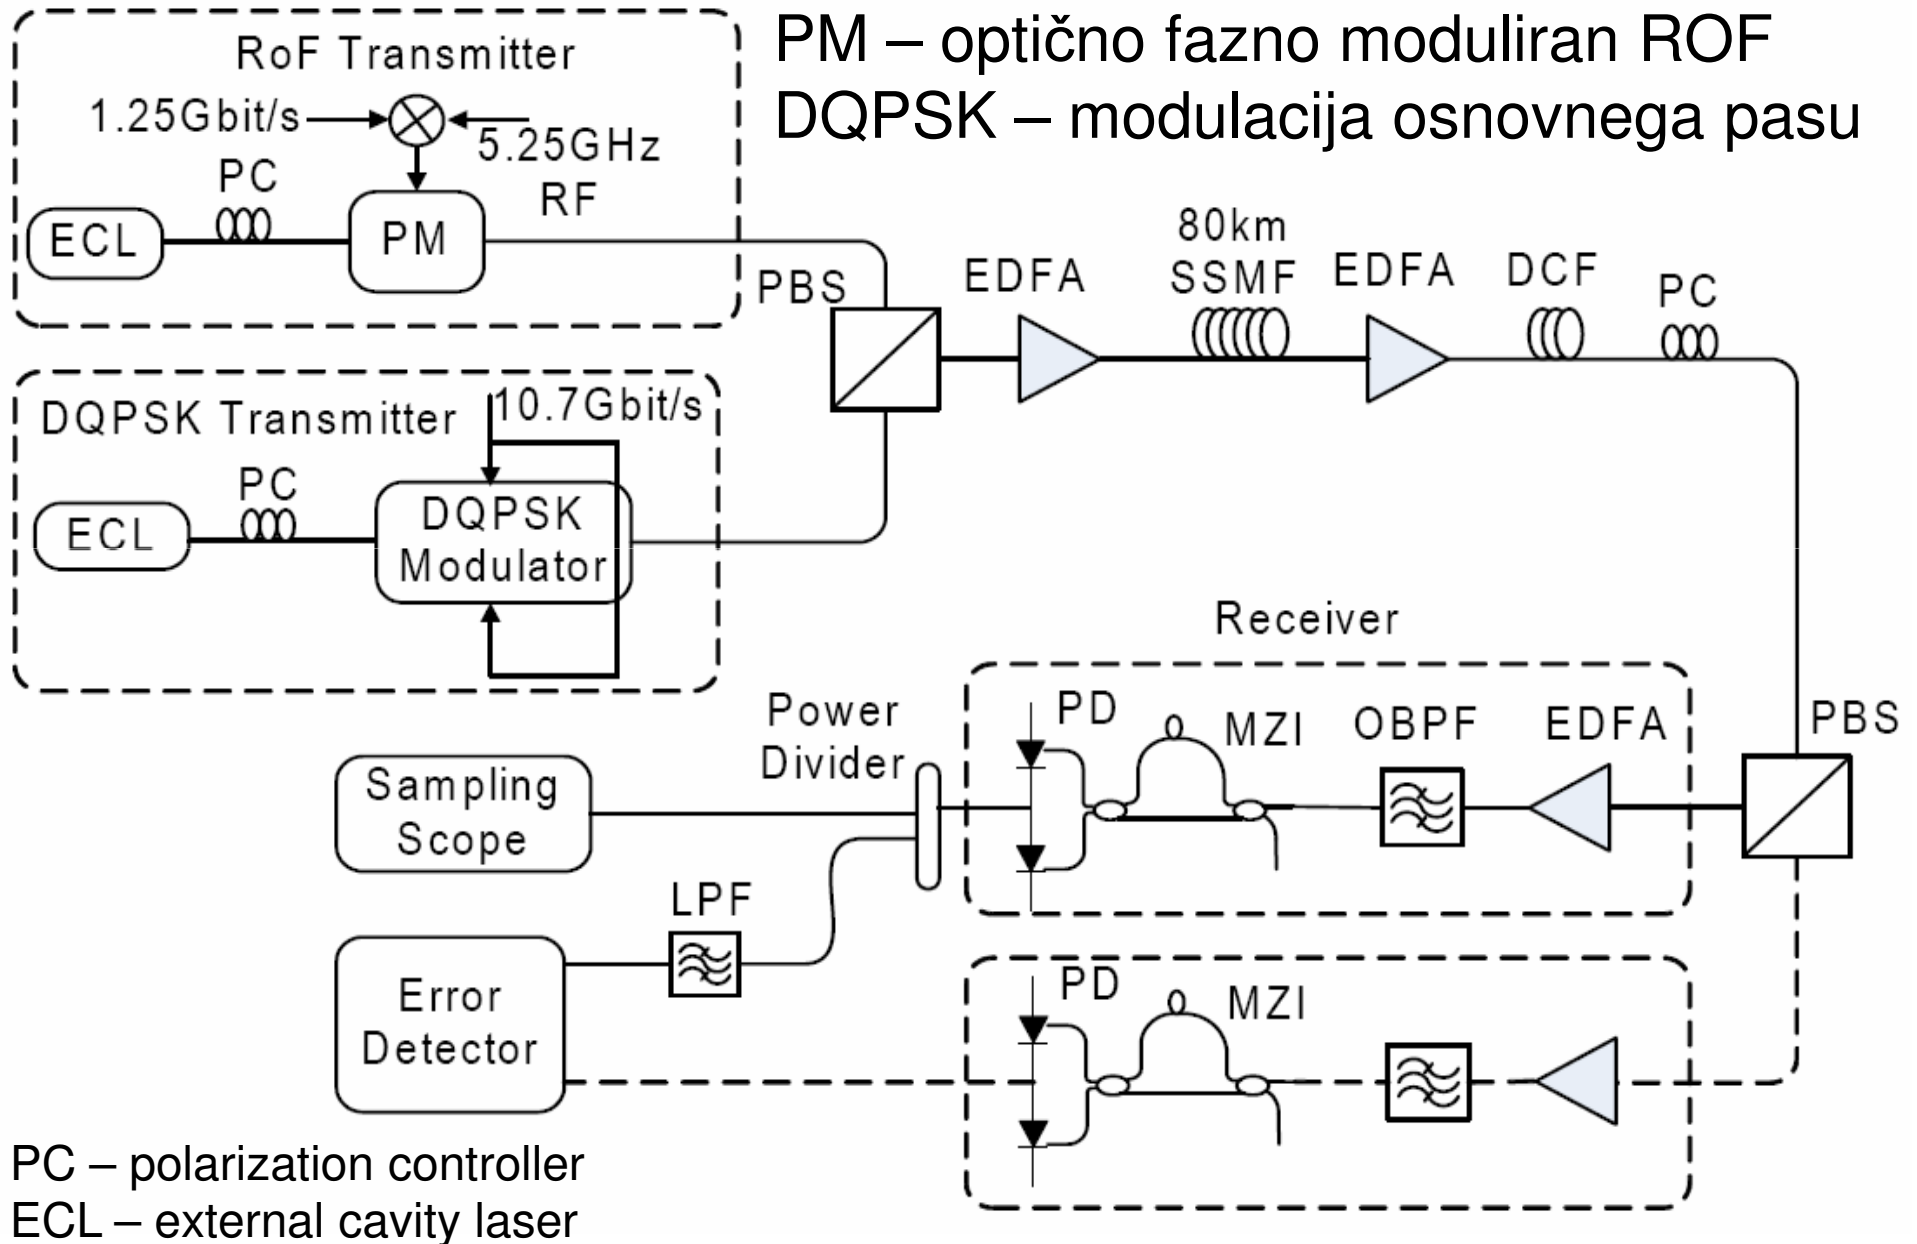 RoF Transmitter
1.25Gbit/s
5.25GHz
RF
PC
ECL
PM
PM – optično fazno moduliran ROF
DQPSK – modulacija osnovnega pasu
PBS
EDFA
80km
SSMF
EDFA
DCF
PC
DQPSK Transmitter
10.7Gbit/s
PC
ECL
DQPSK
Modulator
Receiver
Power
Divider
PD
MZI
OBPF
EDFA
PBS
Sampling
Scope
LPF
Error
Detector
PD
MZI
PC – polarization controller
ECL – external cavity laser